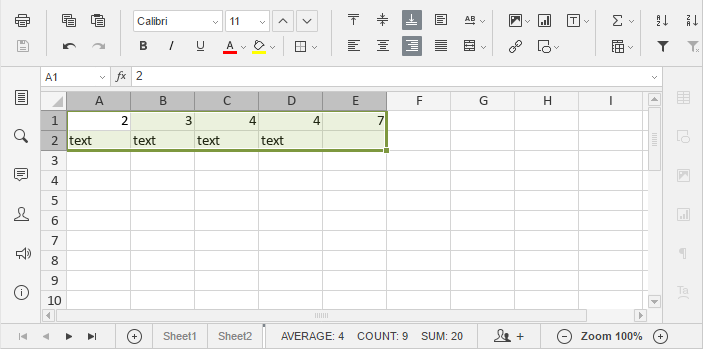 Calibri 11
B I U A AB
A1 fx 2
A B C D E F G H I
1 2 3 4 4 7
2 text text text text
3
4
5
6
7
8
9
10
Sheet1 Sheet2 AVERAGE: 4 COUNT: 9 SUM: 20 + Zoom 100%